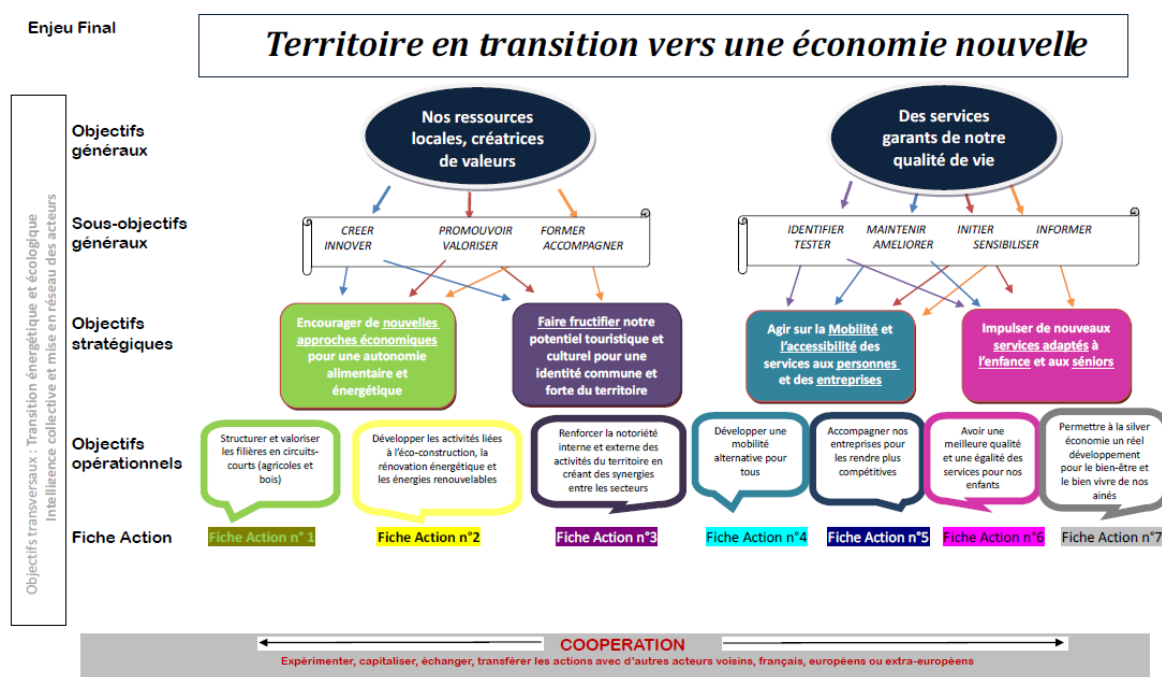 Enjeu Final
Territoire en transition vers une économie nouvelle
Objectifs transversaux : Transition énergétique et écologique
Intelligence collective et mise en réseau des acteurs
Objectifs
généraux
Nos ressources
locales, créatrices
de valeurs
Des services
garants de notre
qualité de vie
Sous-objectifs
généraux
CREER
INNOVER
PROMOUVOIR
VALORISER
FORMER
ACCOMPAGNER
IDENTIFIER
TESTER
MAINTENIR
AMELIORER
INITIER
SENSIBILISER
INFORMER
Objectifs
stratégiques
Encourager de nouvelles
approches économiques
pour une autonomie
alimentaire et
énergétique
Faire fructifier notre
potentiel touristique et
culturel pour une
identité commune et
forte du territoire
Agir sur la Mobilité et
l'accessibilité des
services aux personnes
et des entreprises
Impulser de nouveaux
services adaptés à
l'enfance et aux séniors
Objectifs
opérationnels
Structurer et valoriser
les filières en circuits-
courts (agricoles et
bois)
Développer les activités liées
à l'éco-construction, la
rénovation énergétique et
les énergies renouvelables
Renforcer la notoriété
interne et externe des
activités du territoire en
créant des synergies
entre les secteurs
Développer une
mobilité
alternative pour
tous
Accompagner nos
entreprises pour
les rendre plus
compétitives
Avoir une
meilleure qualité
et une égalité des
services pour nos
enfants
Permettre à la silver
économie un réel
développement
pour le bien-être et
le bien vivre de nos
ainés
Fiche Action
Fiche Action n° 1
Fiche Action n°2
Fiche Action n°3
Fiche Action n°4
Fiche Action n°5
Fiche Action n°6
Fiche Action n°7
COOPERATION
Expérimenter, capitaliser, échanger, transférer les actions avec d'autres acteurs voisins, français, européens ou extra-européens